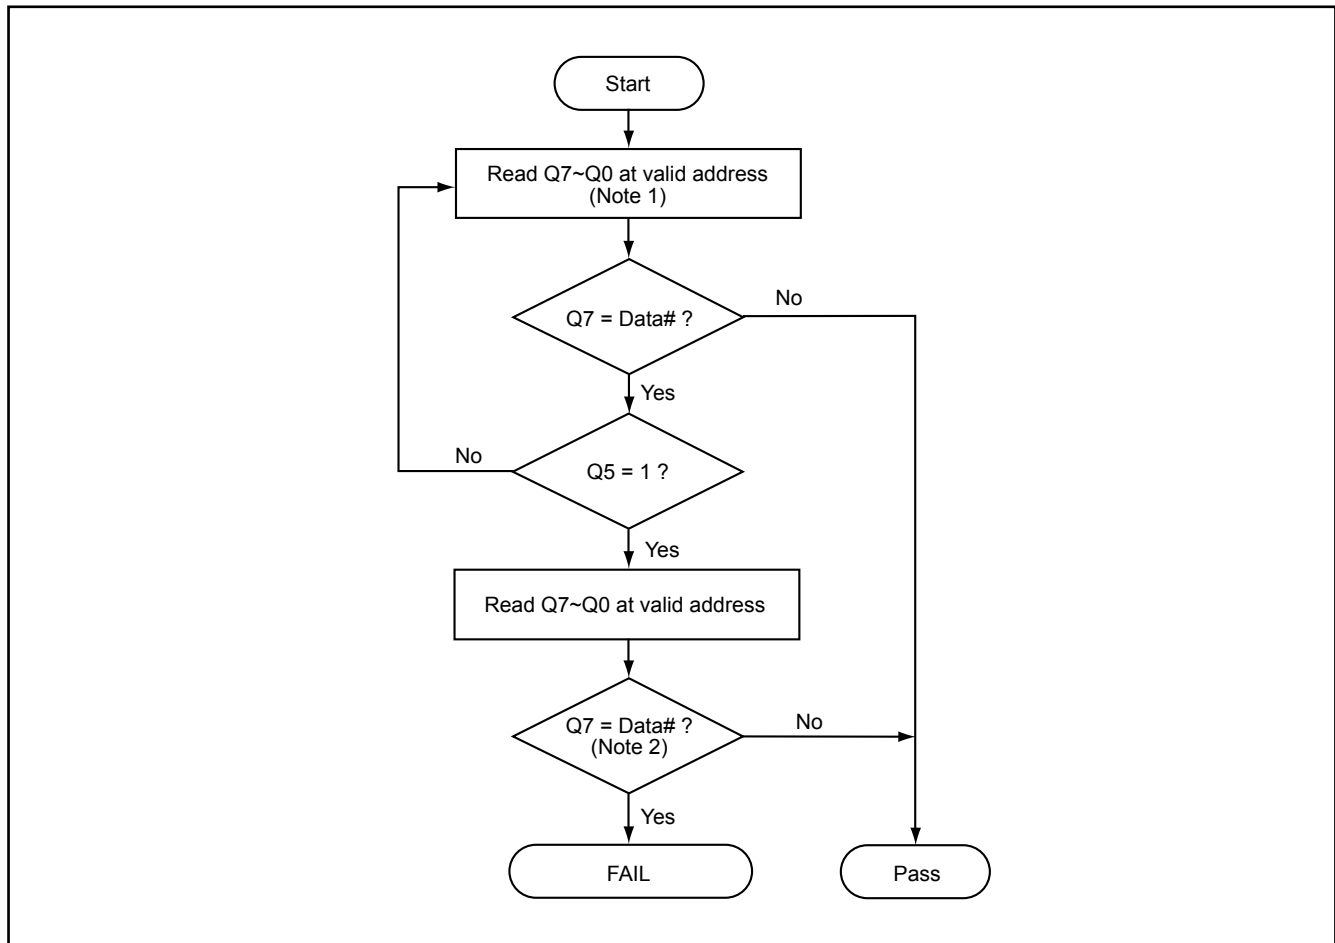 Start
Read Q7~Q0 at valid address
(Note 1)
Q7 = Data# ?
No
Yes
Q5 = 1 ?
No
Yes
Read Q7~Q0 at valid address
Q7 = Data# ?
(Note 2)
No
Yes
FAIL
Pass